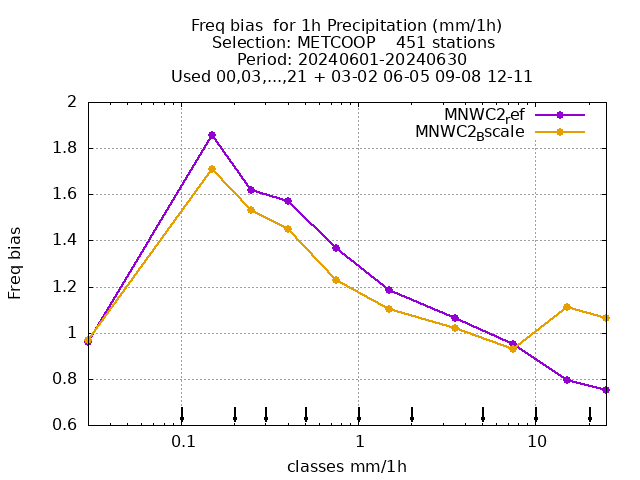 Freq bias  for 1h Precipitation (mm/1h)
Selection: METCOOP    451 stations
Period: 20240601-20240630
Used 00,03,...,21 + 03-02 06-05 09-08 12-11
MNWC2ref
MNWC2Bscale
2
1.8
1.6
1.4
1.2
1
0.8
0.6
Freq bias
0.1
1
10
classes mm/1h